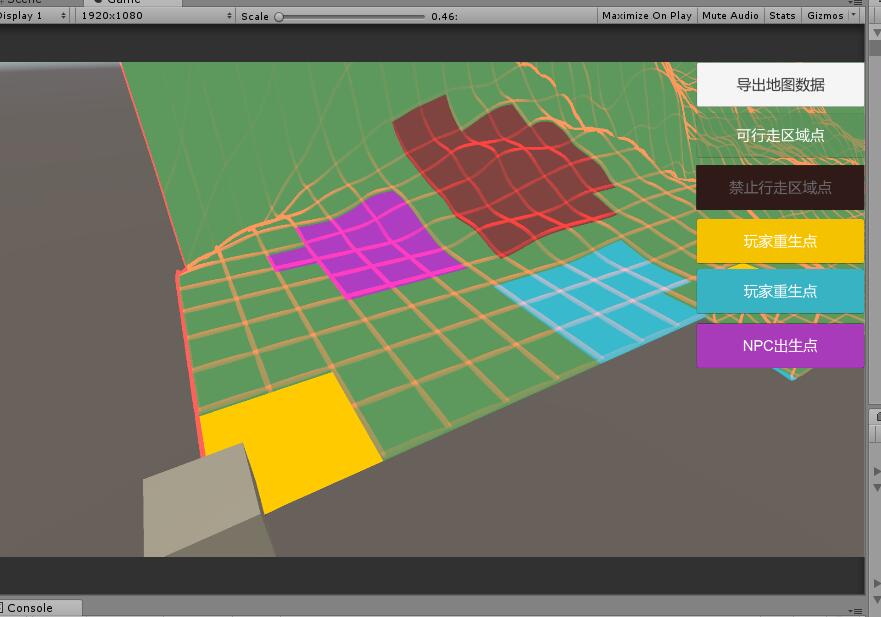 Scene Game
Display 1 1920x1080 Scale 0.46: Maximize On Play Mute Audio Stats Gizmos
导出地图数据
可行走区域点
禁止行走区域点
玩家重生点
玩家重生点
NPC出生点
Console